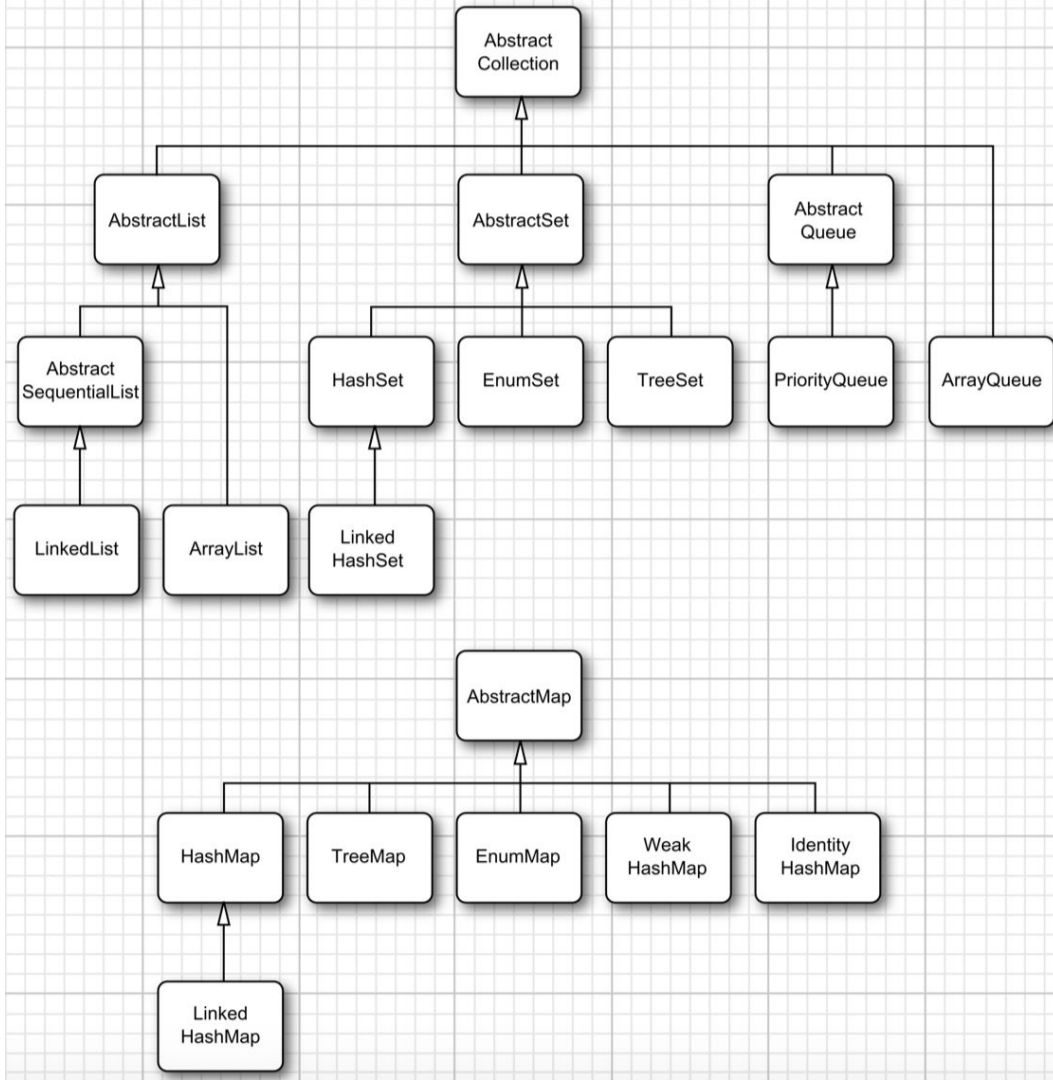 Abstract
Collection
AbstractList
AbstractSet
Abstract
Queue
Abstract
SequentialList
HashSet
EnumSet
TreeSet
PriorityQueue
ArrayQueue
LinkedList
ArrayList
Linked
HashSet
AbstractMap
HashMap
TreeMap
EnumMap
Weak
HashMap
Identity
HashMap
Linked
HashMap